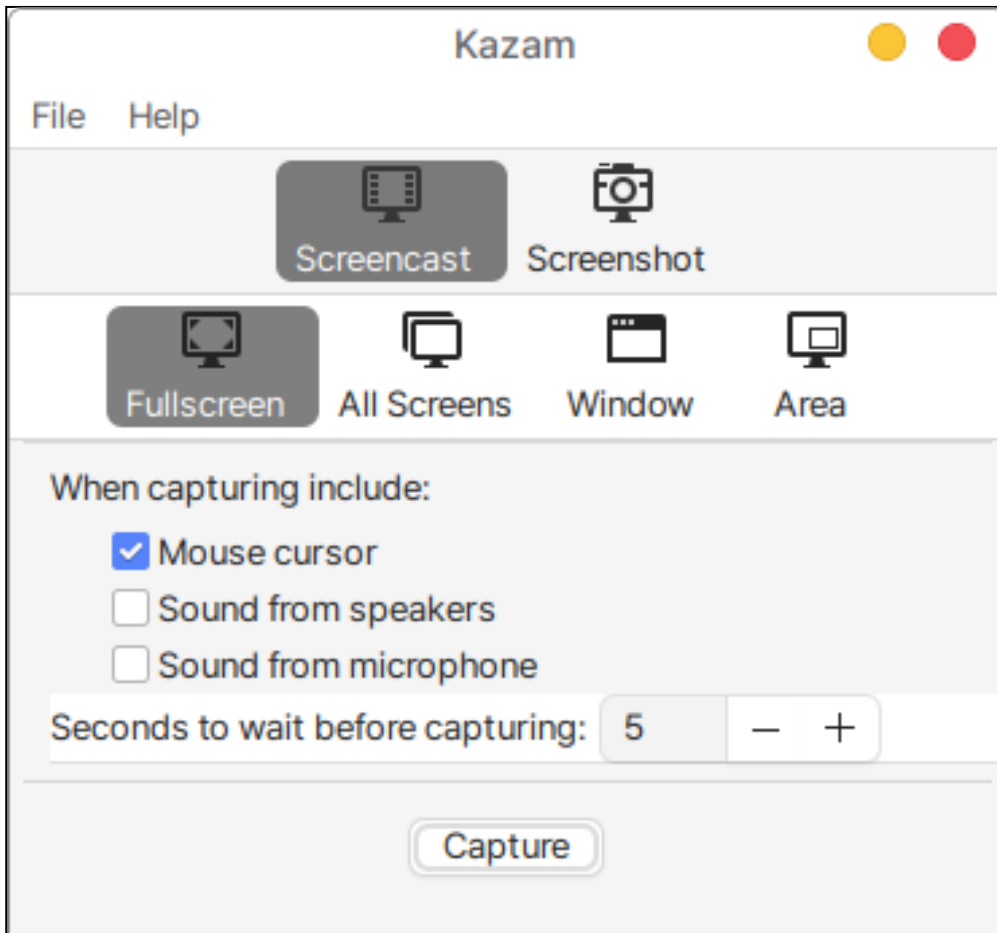 Kazam
File Help
Screencast Screenshot
Fullscreen All Screens Window Area
When capturing include:
Mouse cursor
Sound from speakers
Sound from microphone
Seconds to wait before capturing: 5 – +
Capture